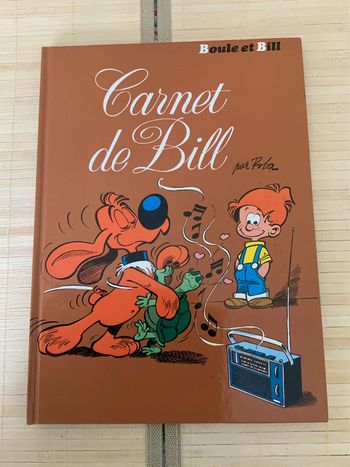 Boule et Bill
Carnet
de Bill
par Roba